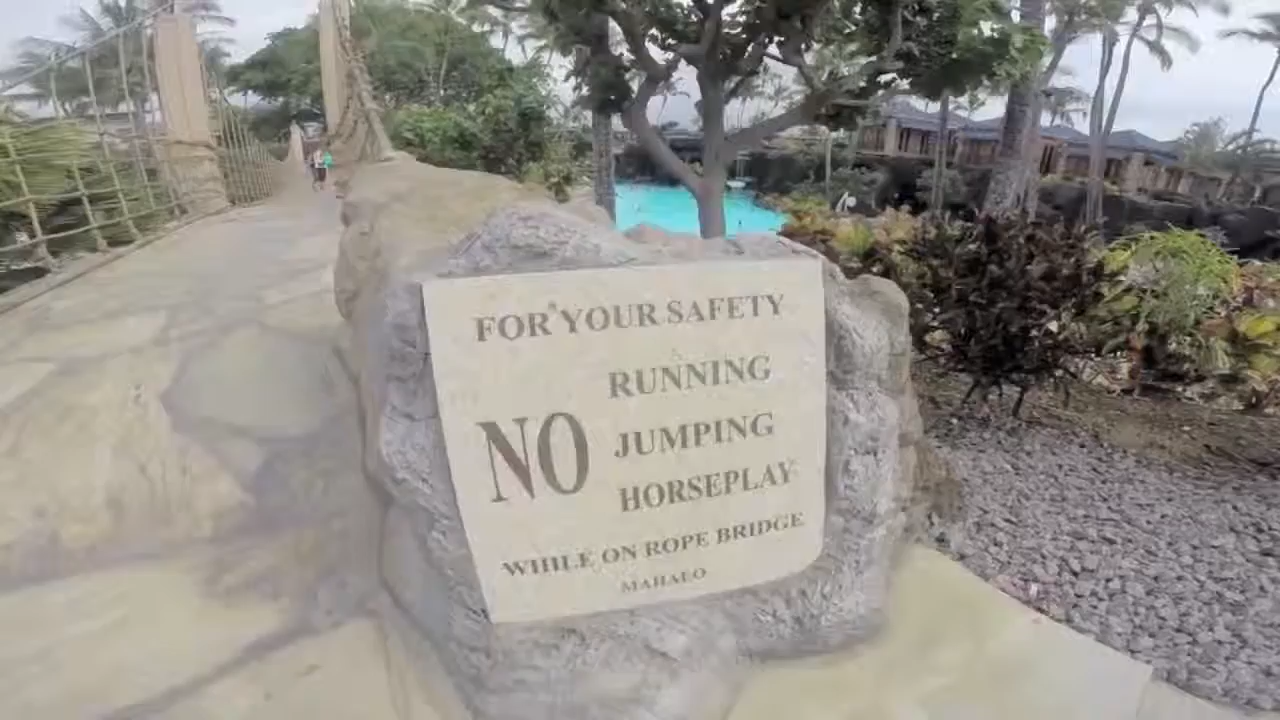 FOR YOUR SAFETY
NO
RUNNING
JUMPING
HORSEPLAY
WHILE ON ROPE BRIDGE
MAHALO